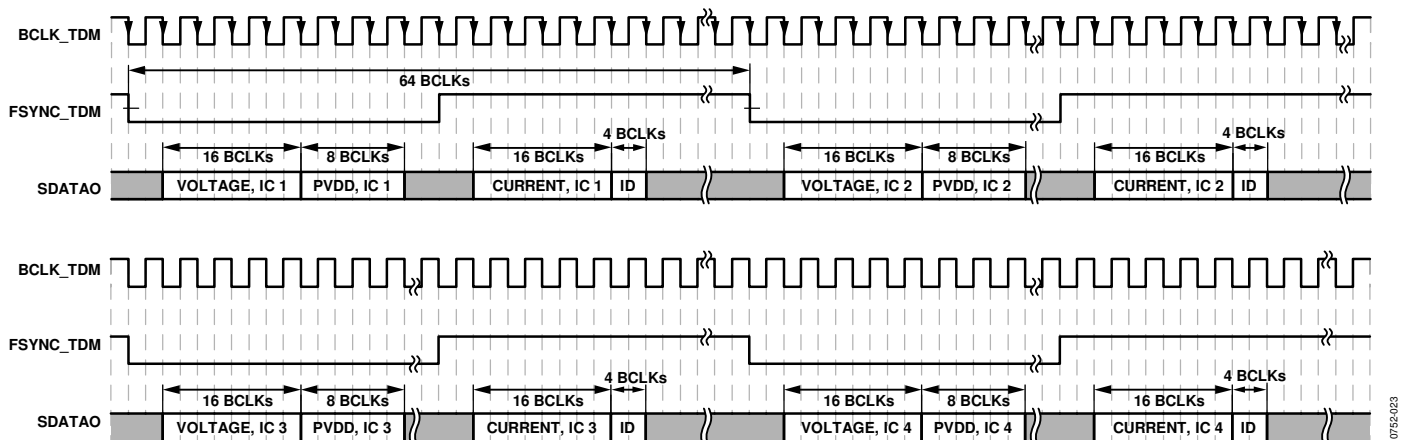 BCLK_TDM
64 BCLKs
FSYNC_TDM
4 BCLKs
4 BCLKs
16 BCLKs 8 BCLKs 16 BCLKs 16 BCLKs 8 BCLKs 16 BCLKs
SDATAO VOLTAGE, IC 1 PVDD, IC 1 CURRENT, IC 1 ID VOLTAGE, IC 2 PVDD, IC 2 CURRENT, IC 2 ID
BCLK_TDM
FSYNC_TDM
4 BCLKs
4 BCLKs
16 BCLKs 8 BCLKs 16 BCLKs 16 BCLKs 8 BCLKs 16 BCLKs
SDATAO VOLTAGE, IC 3 PVDD, IC 3 CURRENT, IC 3 ID VOLTAGE, IC 4 PVDD, IC 4 CURRENT, IC 4 ID
0752-023